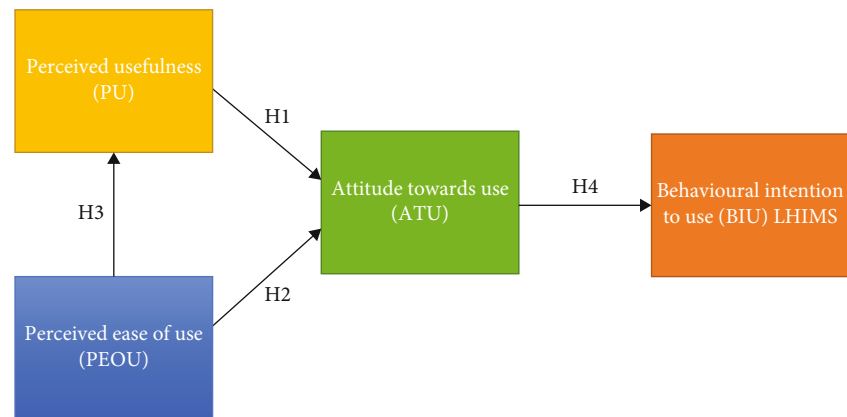 Perceived usefulness
(PU)
H1
H3
Attitude towards use
(ATU)
H4
Behavioural intention
to use (BIU) LHIMS
H2
Perceived ease of use
(PEOU)